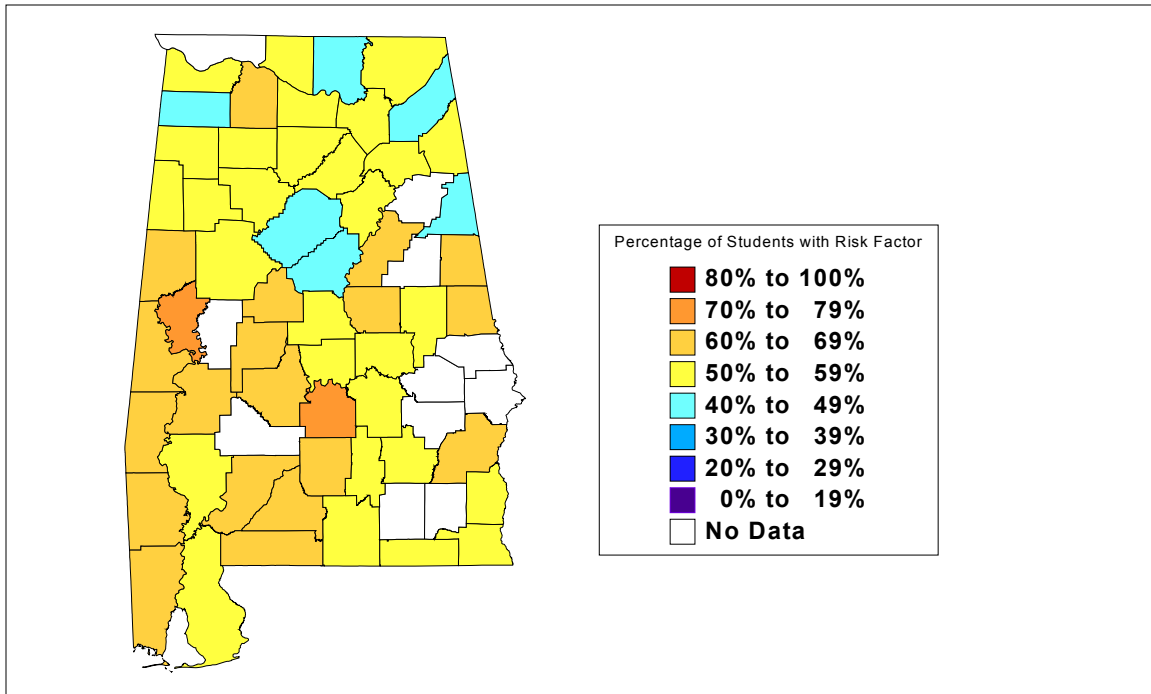 Percentage of Students with Risk Factor
80% to 100%
70% to 79%
60% to 69%
50% to 59%
40% to 49%
30% to 39%
20% to 29%
0% to 19%
No Data